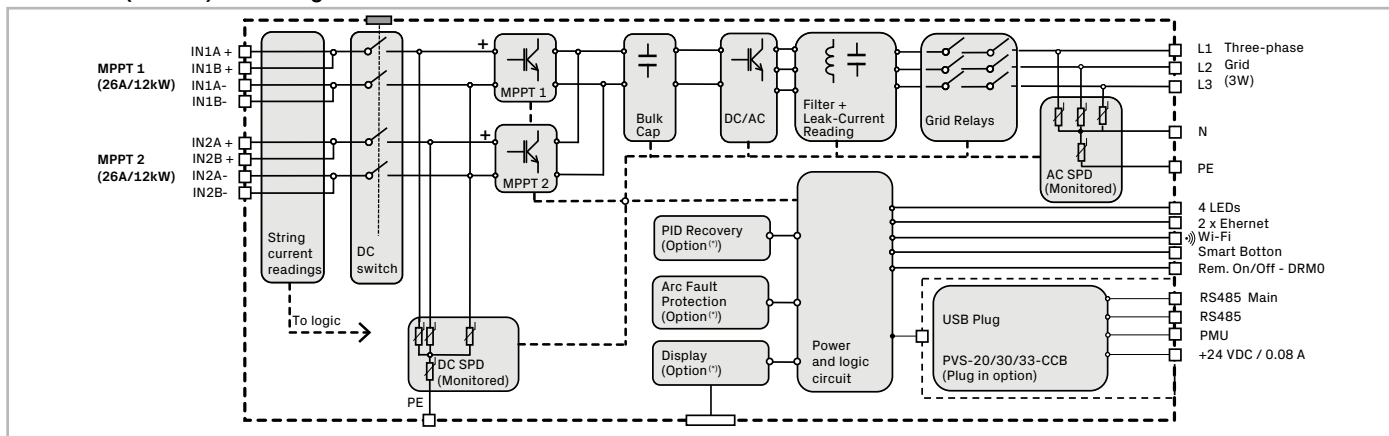 IN1A +
IN1B +
IN1A-
IN1B-
MPPT 1
(26A/12kW)
IN2A +
IN2B +
IN2A-
IN2B-
MPPT 2
(26A/12kW)
String
current
readings
DC
switch
To logic
+
MPPT 1
+
MPPT 2
Bulk
Cap
DC/AC
Filter +
Leak-Current
Reading
Grid Relays
AC SPD
(Monitored)
DC SPD
(Monitored)
PE
PID Recovery
(Option(*))
Arc Fault
Protection
(Option(*))
Display
(Option(*))
Power
and logic
circuit
USB Plug
PVS-20/30/33-CCB
(Plug in option)
L1 Three-phase
L2 Grid
L3 (3W)
N
PE
4 LEDs
2 x Ehernet
Wi-Fi
Smart Botton
Rem. On/Off - DRM0
RS485 Main
RS485
PMU
+24 VDC / 0.08 A